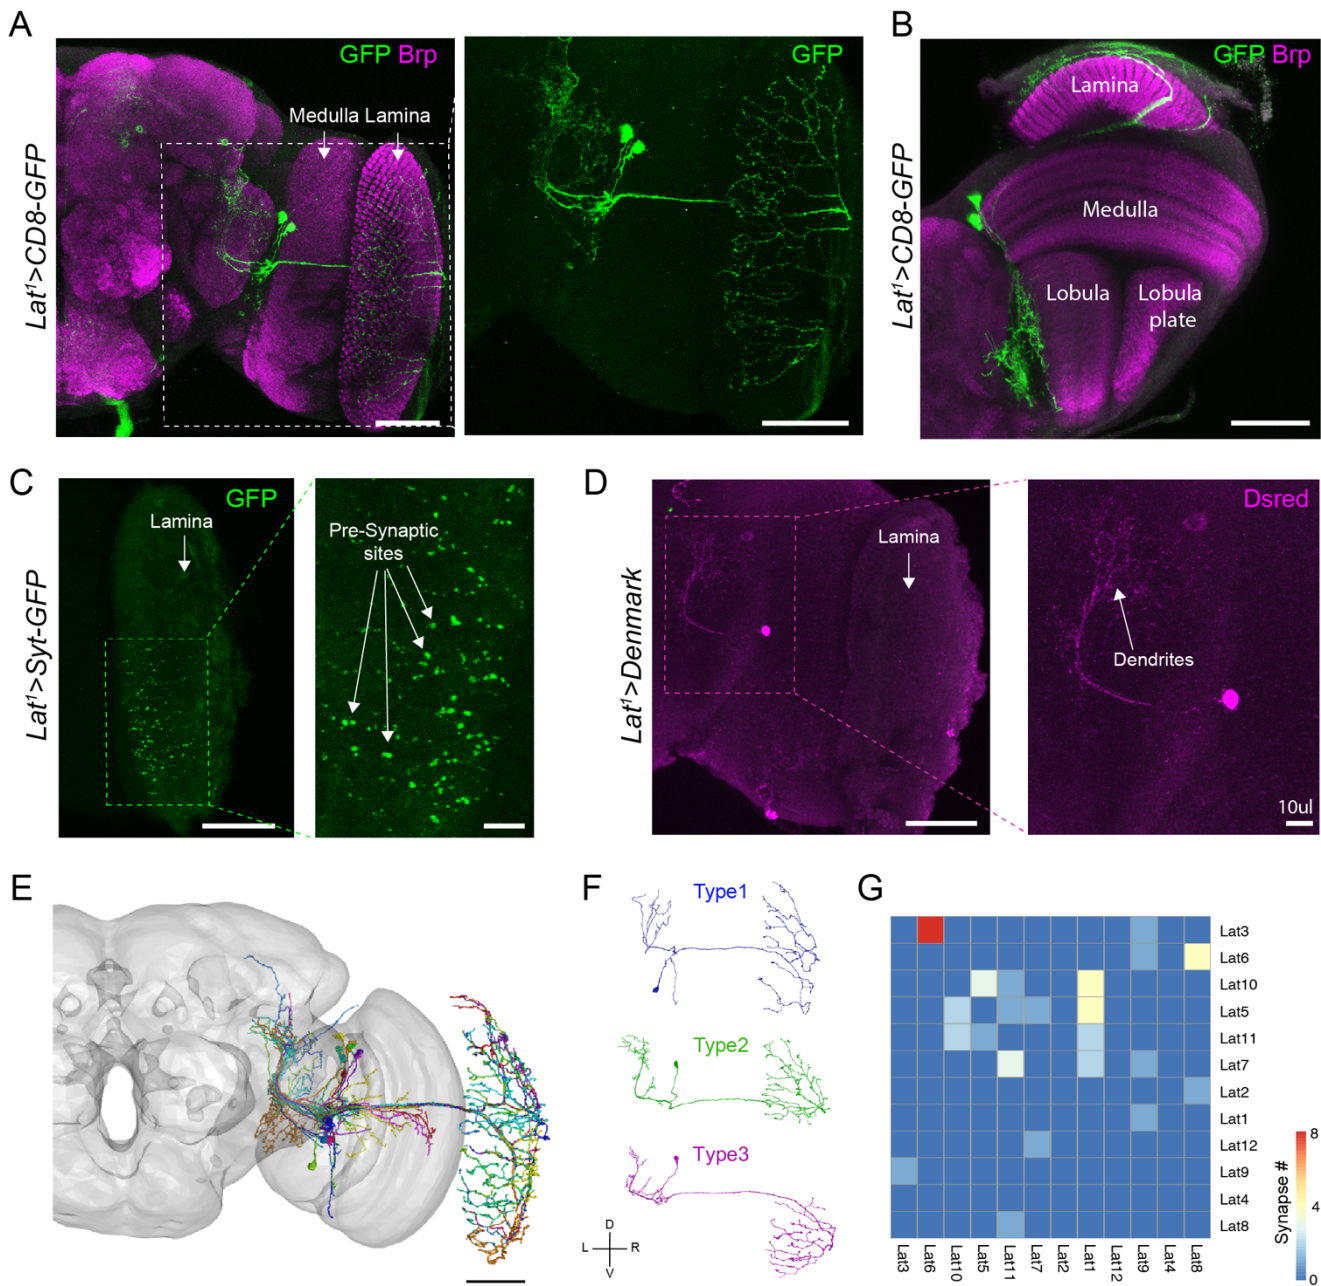 A
Lat¹>CD8-GFP
GFP Brp
Medulla Lamina
GFP
B
Lat¹>CD8-GFP
GFP Brp
Lamina
Medulla
Lobula
Lobula
plate
C
Lat¹>Syt-GFP
GFP
Lamina
Pre-Synaptic
sites
D
Lat¹>Denmark
Lamina
Dsred
Dendrites
10ul
E
F
Type1
Type2
Type3
D
L R
V
G
Lat3
Lat6
Lat10
Lat5
Lat11
Lat7
Lat2
Lat1
Lat12
Lat9
Lat4
Lat8
Lat3
Lat6
Lat10
Lat5
Lat11
Lat7
Lat2
Lat1
Lat12
Lat9
Lat4
Lat8
Synapse #
8
4
0